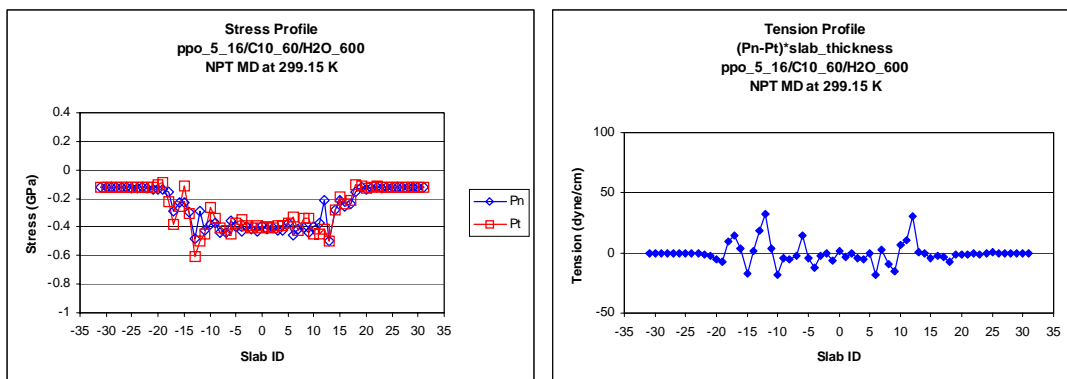 Stress Profile
ppo_5_16/C10_60/H2O_600
NPT MD at 299.15 K
0.4
0.2
0
-0.2
-0.4
-0.6
-0.8
-1
-35 -30 -25 -20 -15 -10 -5 0 5 10 15 20 25 30 35
Slab ID
Stress (GPa)
Pn
Pt
Tension Profile
(Pn-Pt)*slab_thickness
ppo_5_16/C10_60/H2O_600
NPT MD at 299.15 K
100
50
0
-50
-35 -30 -25 -20 -15 -10 -5 0 5 10 15 20 25 30 35
Slab ID
Tension (dyne/cm)